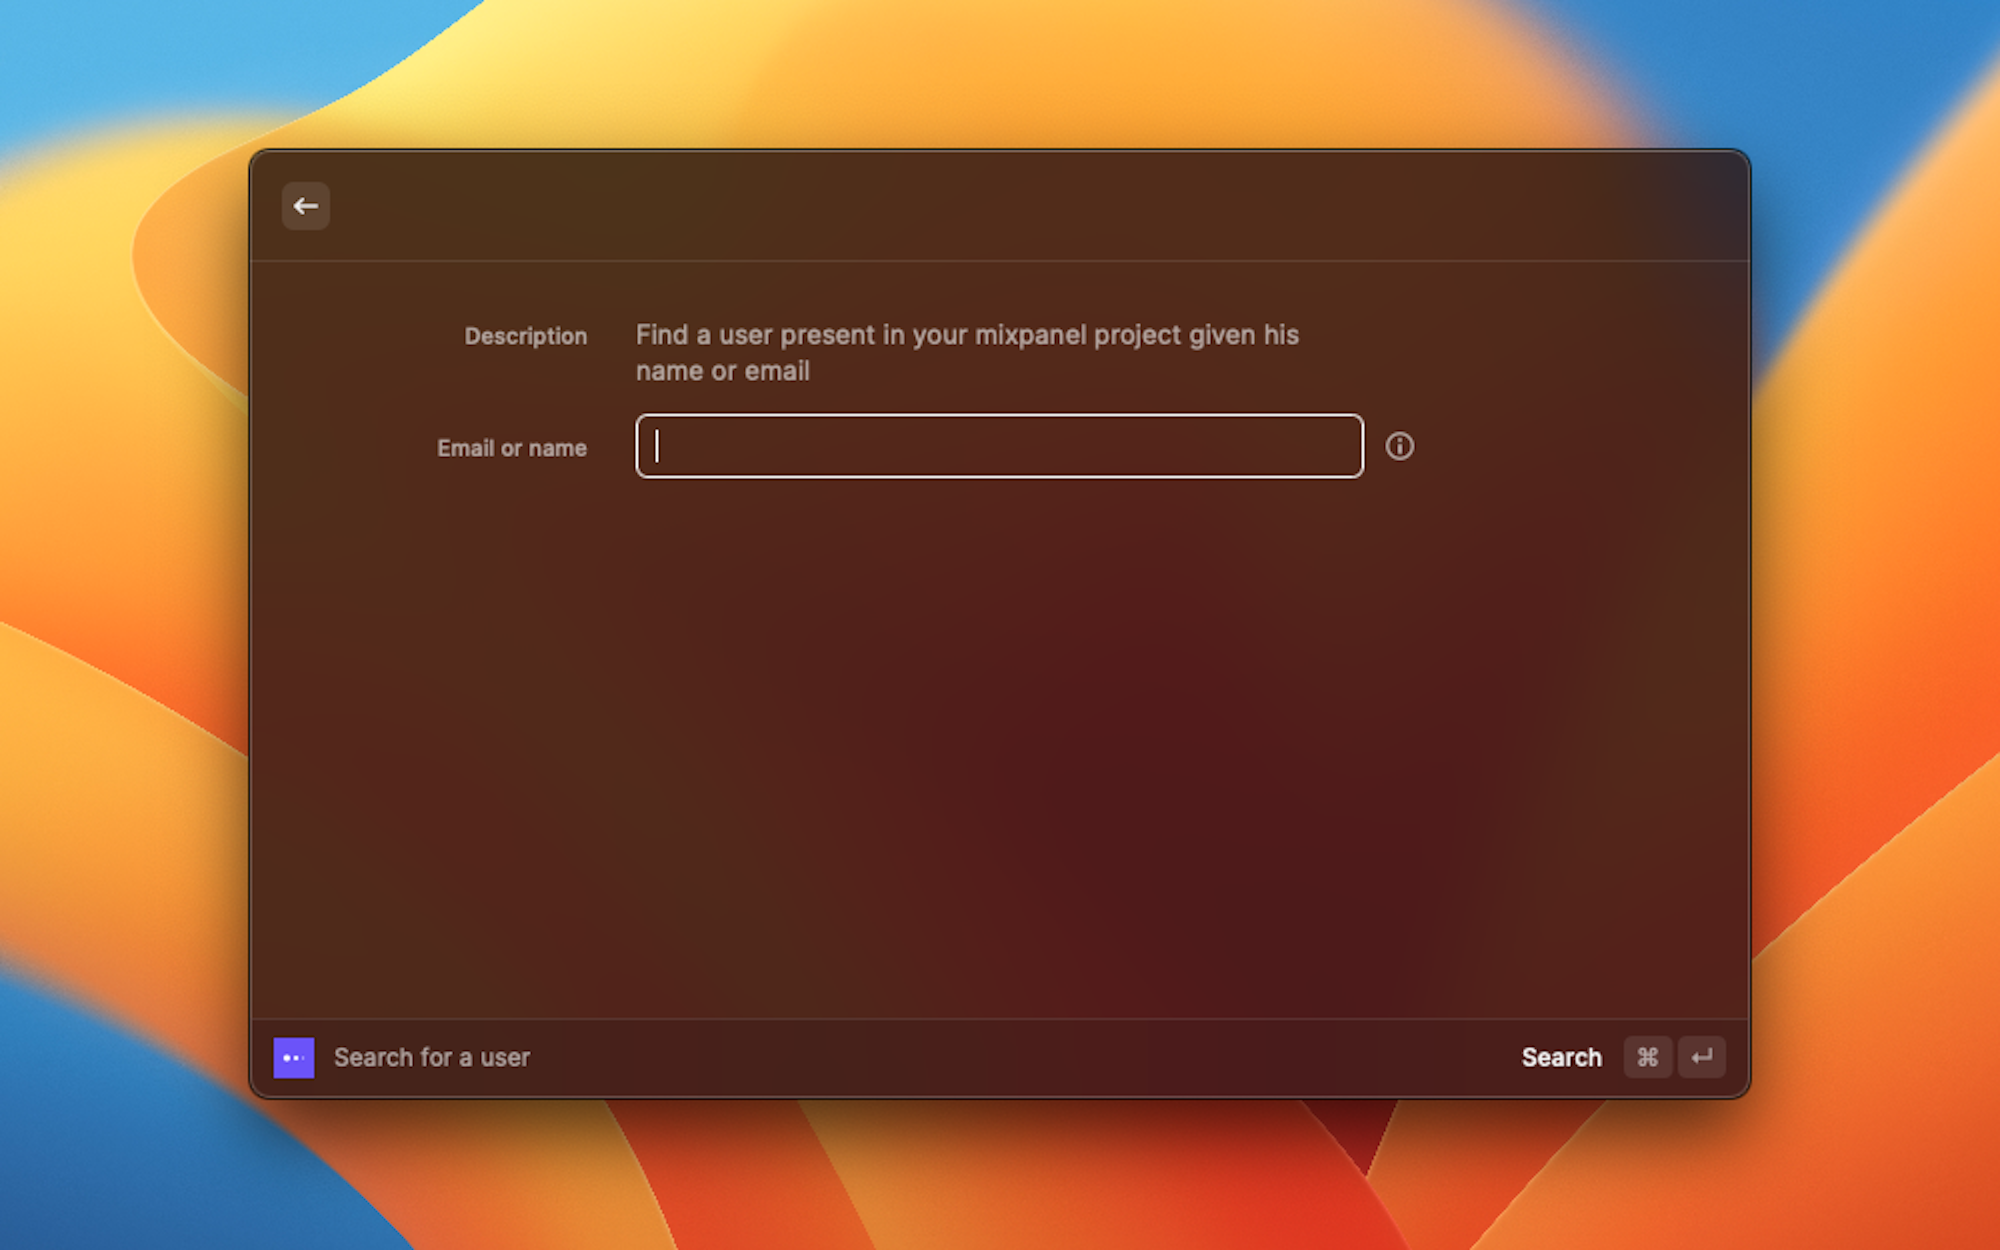 Description
Find a user present in your mixpanel project given his
name or email
Email or name
Search for a user
Search ⌘ ↵